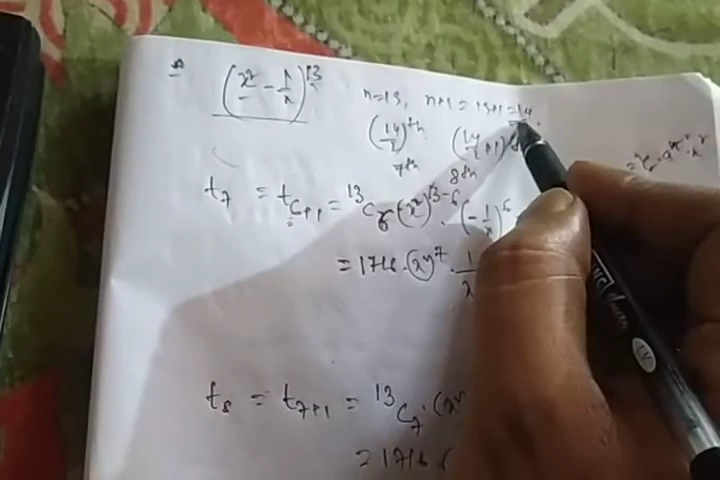 (x² - 1/x)¹³
n=13, n+1 = 13+1 = 14.
(14/2)th (14/2 + 1)
7th 8th
t₇ = t₆₊₁ = ¹³C₆ (x²)¹³⁻⁶ · (-1/x)⁶
= 1716 · (x²)⁷ · 1/x
t₈ = t₇₊₁ = ¹³C₇ · (x²
= 1716